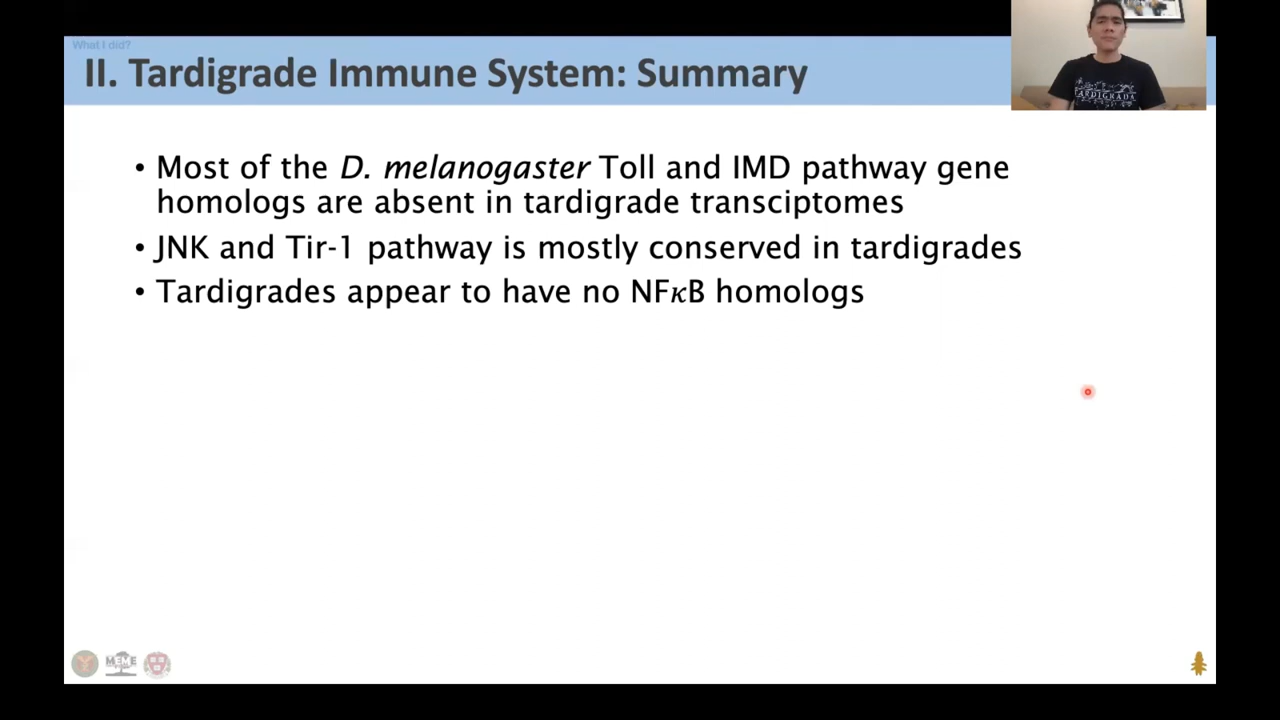 What I did?
II. Tardigrade Immune System: Summary
TARDIGRADA
• Most of the D. melanogaster Toll and IMD pathway gene
homologs are absent in tardigrade transciptomes
• JNK and Tir-1 pathway is mostly conserved in tardigrades
• Tardigrades appear to have no NFκB homologs
MEME